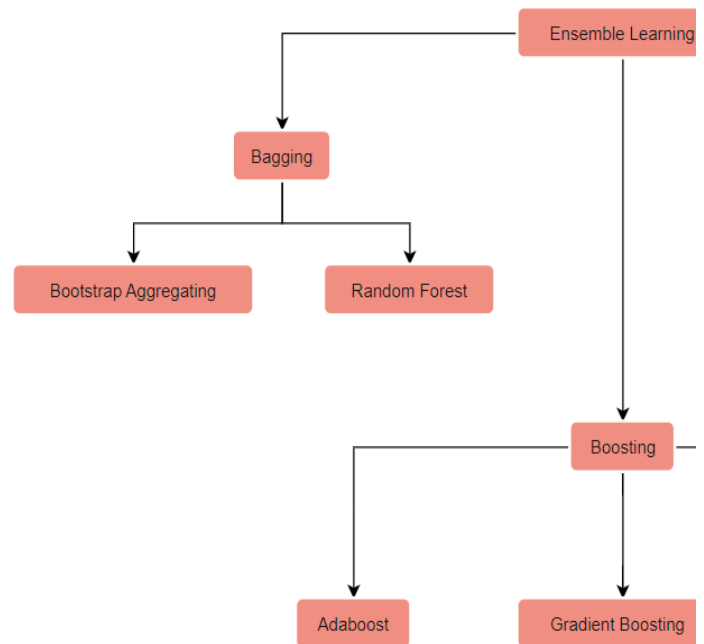 Ensemble Learning
Bagging
Bootstrap Aggregating
Random Forest
Boosting
Adaboost
Gradient Boosting